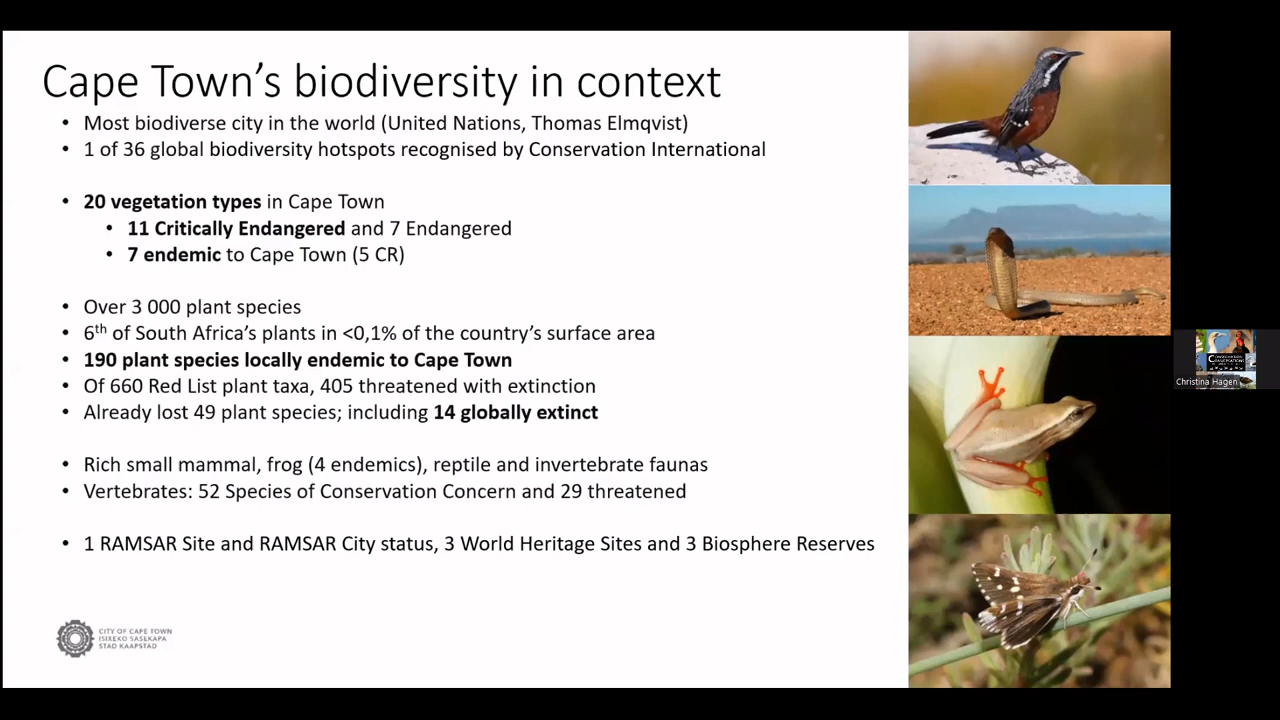 Cape Town's biodiversity in context
• Most biodiverse city in the world (United Nations, Thomas Elmqvist)
• 1 of 36 global biodiversity hotspots recognised by Conservation International
• 20 vegetation types in Cape Town
• 11 Critically Endangered and 7 Endangered
• 7 endemic to Cape Town (5 CR)
• Over 3 000 plant species
• 6th of South Africa's plants in <0,1% of the country's surface area
• 190 plant species locally endemic to Cape Town
• Of 660 Red List plant taxa, 405 threatened with extinction
• Already lost 49 plant species; including 14 globally extinct
• Rich small mammal, frog (4 endemics), reptile and invertebrate faunas
• Vertebrates: 52 Species of Conservation Concern and 29 threatened
• 1 RAMSAR Site and RAMSAR City status, 3 World Heritage Sites and 3 Biosphere Reserves
CITY OF CAPE TOWN
ISIXEKO SASEKAPA
STAD KAAPSTAD
Christina Hagen